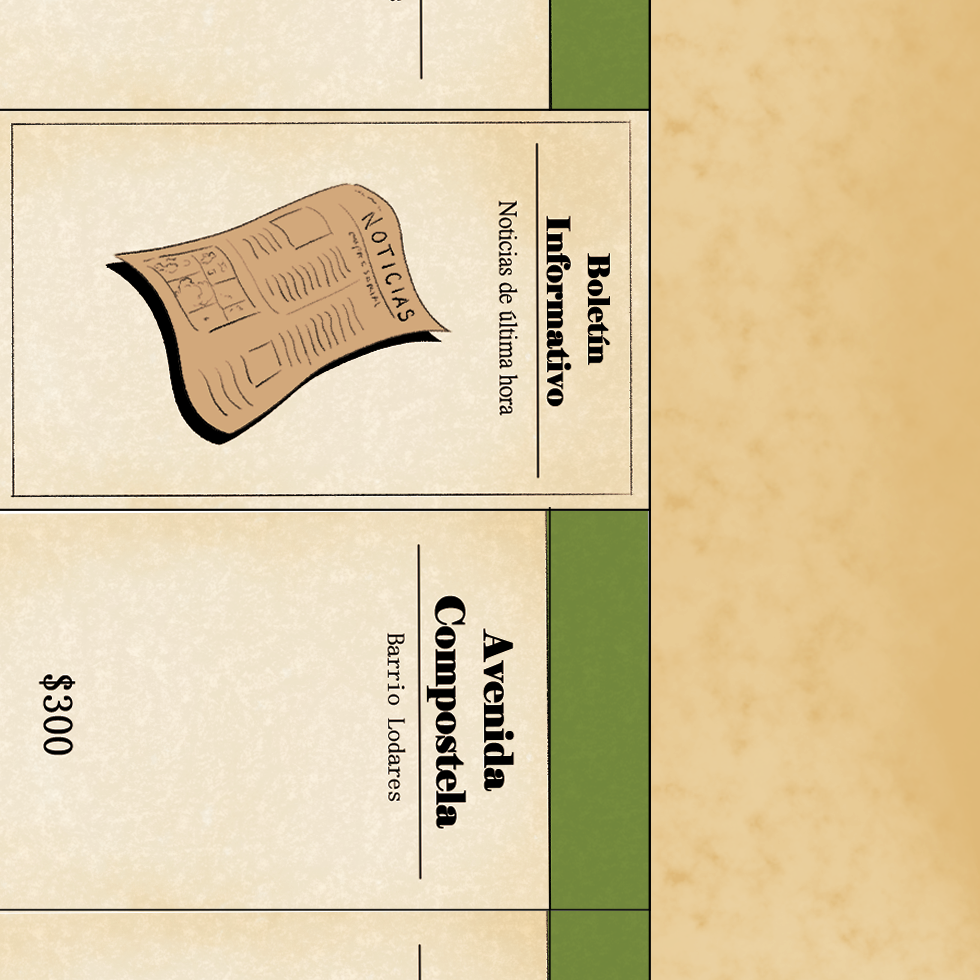 Boletín
Informativo
Noticias de última hora
NOTICIAS
Avenida
Compostela
Barrio Lodares
$300